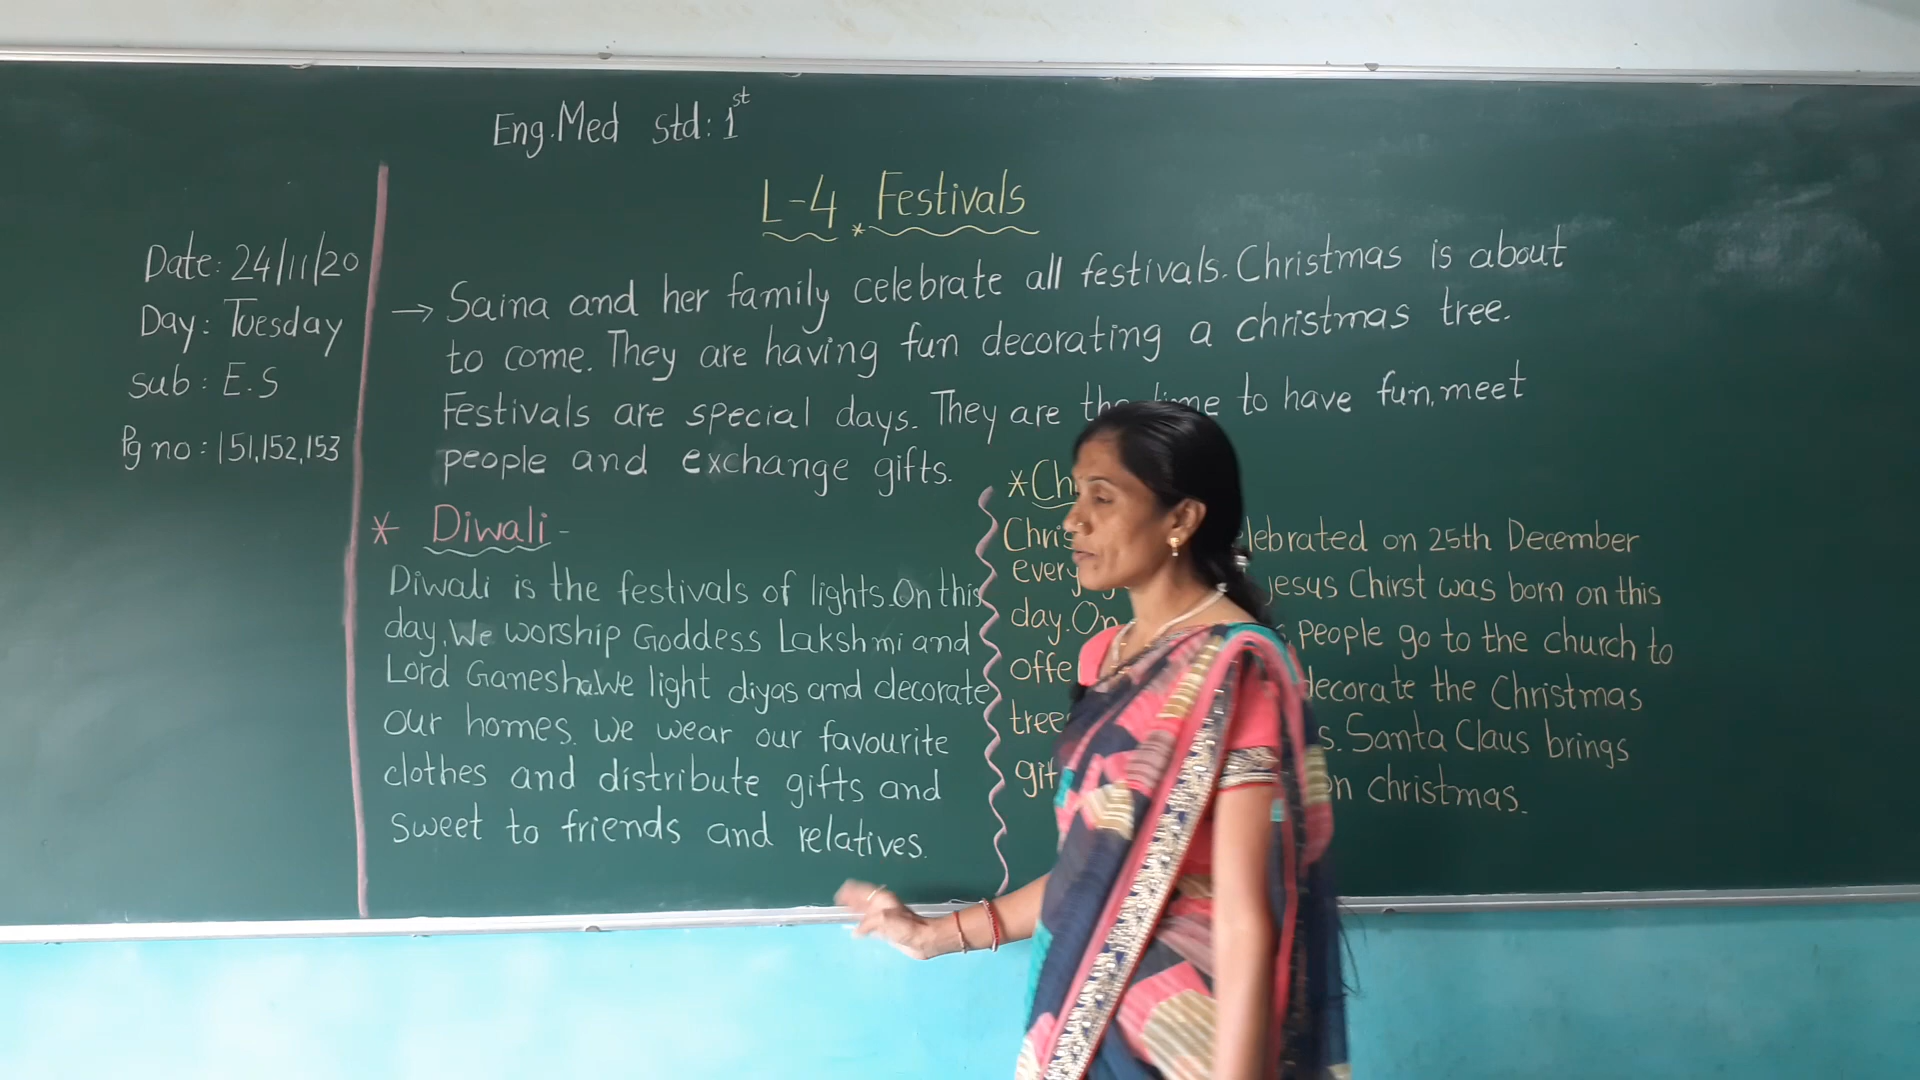 Eng.Med Std: 1st
L-4 * Festivals
Date: 24/11/20
Day: Tuesday
Sub: E.S
Pg no: 151,152,153
→ Saina and her family celebrate all festivals. Christmas is about
to come. They are having fun decorating a christmas tree.
Festivals are special days. They are the time to have fun, meet
people and exchange gifts.
* Diwali -
Diwali is the festivals of lights. On this
day, We worship Goddess Lakshmi and
Lord Ganesha. We light diyas and decorate
our homes. We wear our favourite
clothes and distribute gifts and
sweet to friends and relatives.
*
on 25th December
every Jesus Chirst was born on this
day. On people go to the church to
decorate the Christmas
Santa Claus brings
on christmas.